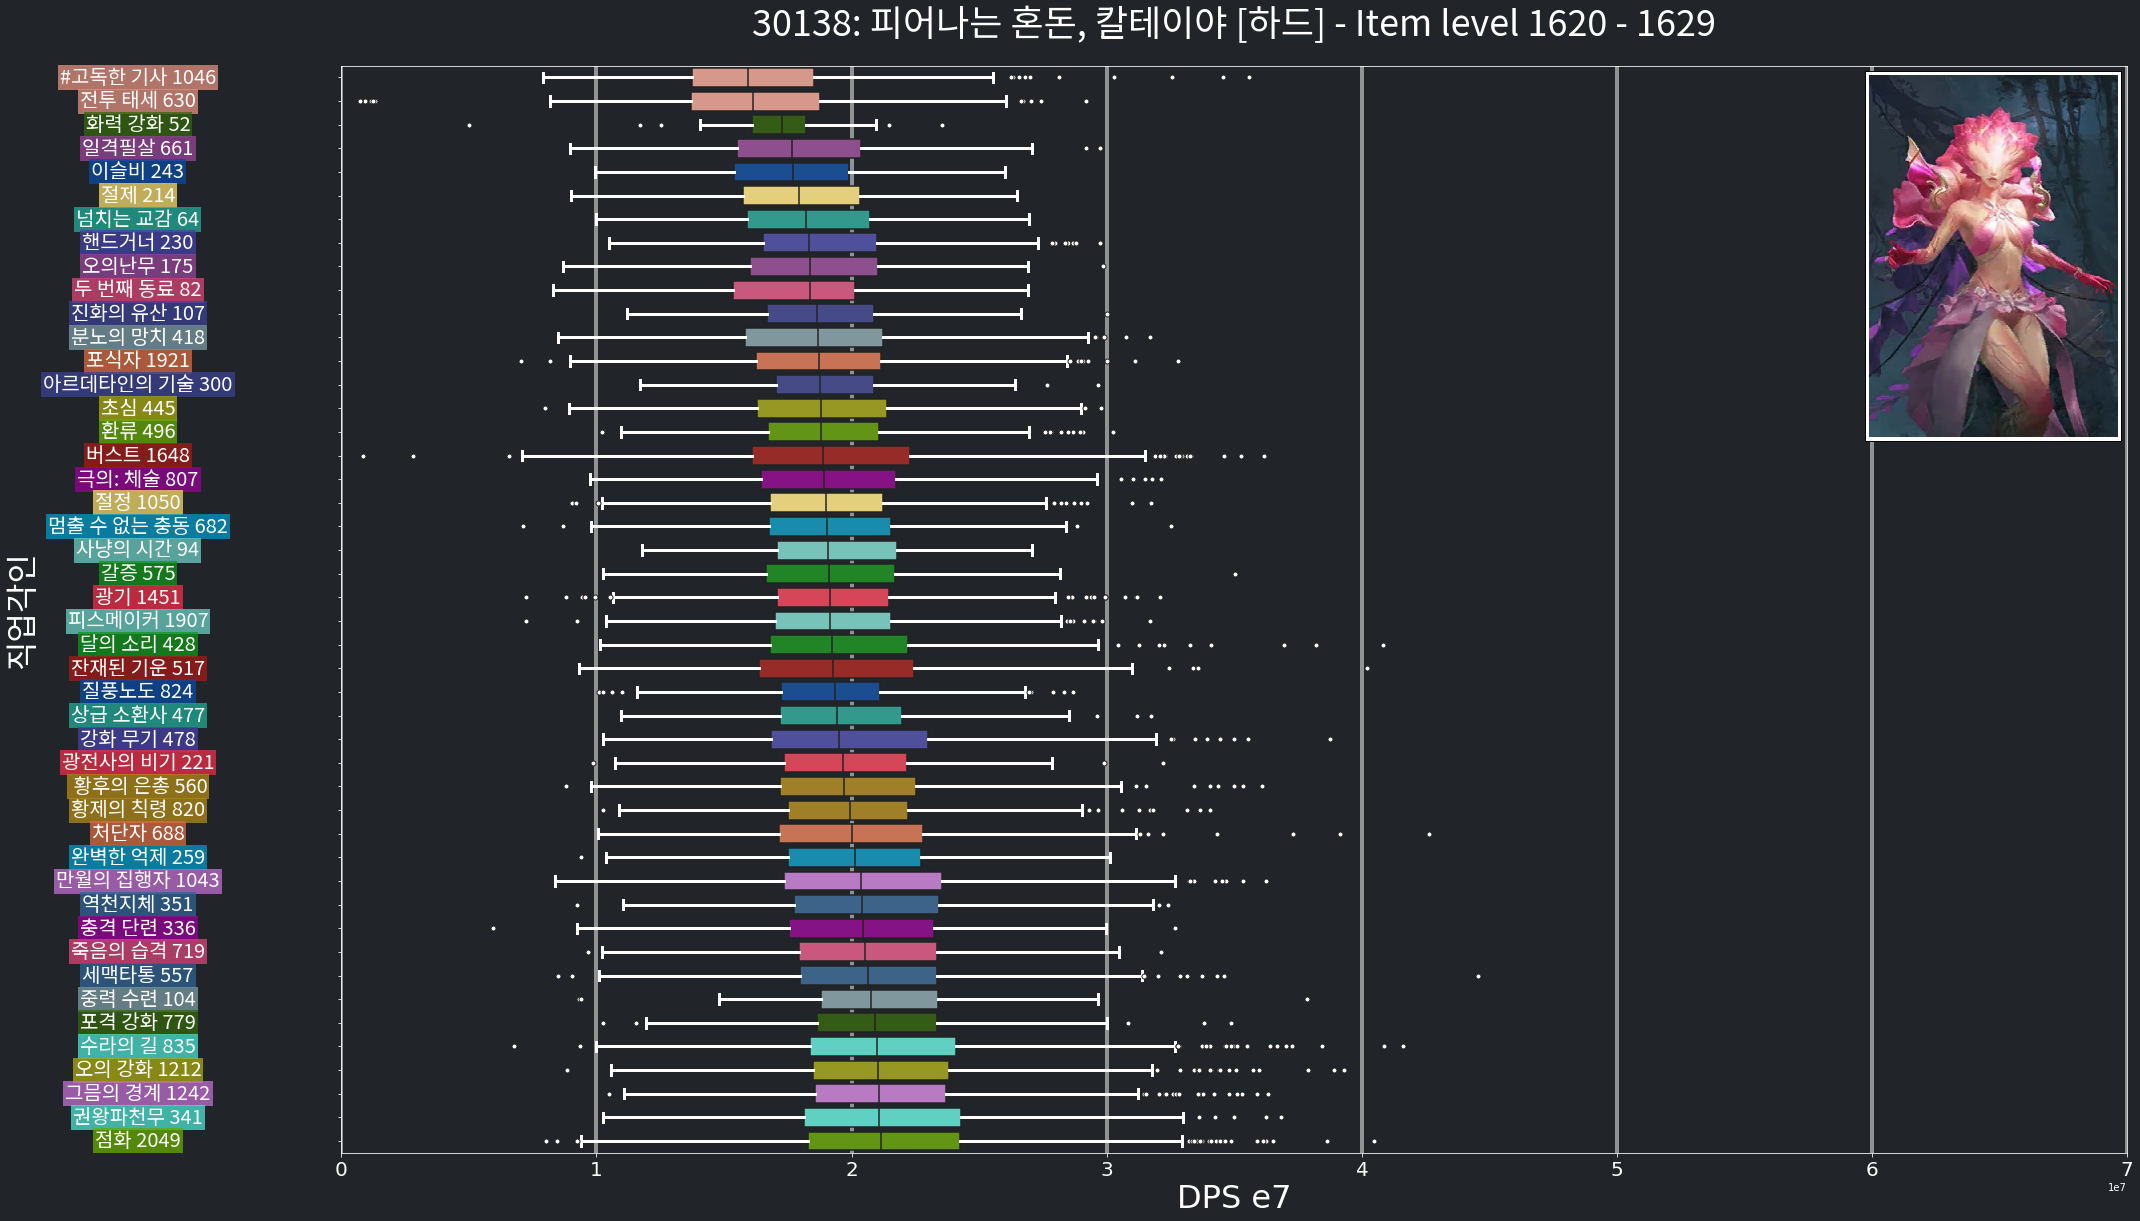 30138: 피어나는 혼돈, 칼테이야 [하드] - Item level 1620 - 1629
#고독한 기사 1046
전투 태세 630
화력 강화 52
일격필살 661
이슬비 243
절제 214
넘치는 교감 64
핸드거너 230
오의난무 175
두 번째 동료 82
진화의 유산 107
분노의 망치 418
포식자 1921
아르데타인의 기술 300
초심 445
환류 496
버스트 1648
극의: 체술 807
절정 1050
멈출 수 없는 충동 682
사냥의 시간 94
갈증 575
광기 1451
피스메이커 1907
달의 소리 428
잔재된 기운 517
질풍노도 824
상급 소환사 477
강화 무기 478
광전사의 비기 221
황후의 은총 560
황제의 칙령 820
처단자 688
완벽한 억제 259
만월의 집행자 1043
역천지체 351
충격 단련 336
죽음의 습격 719
세맥타통 557
중력 수련 104
포격 강화 779
수라의 길 835
오의 강화 1212
그믐의 경계 1242
권왕파천무 341
점화 2049
직업각인
0 1 2 3 4 5 6 7
1e7
DPS e7